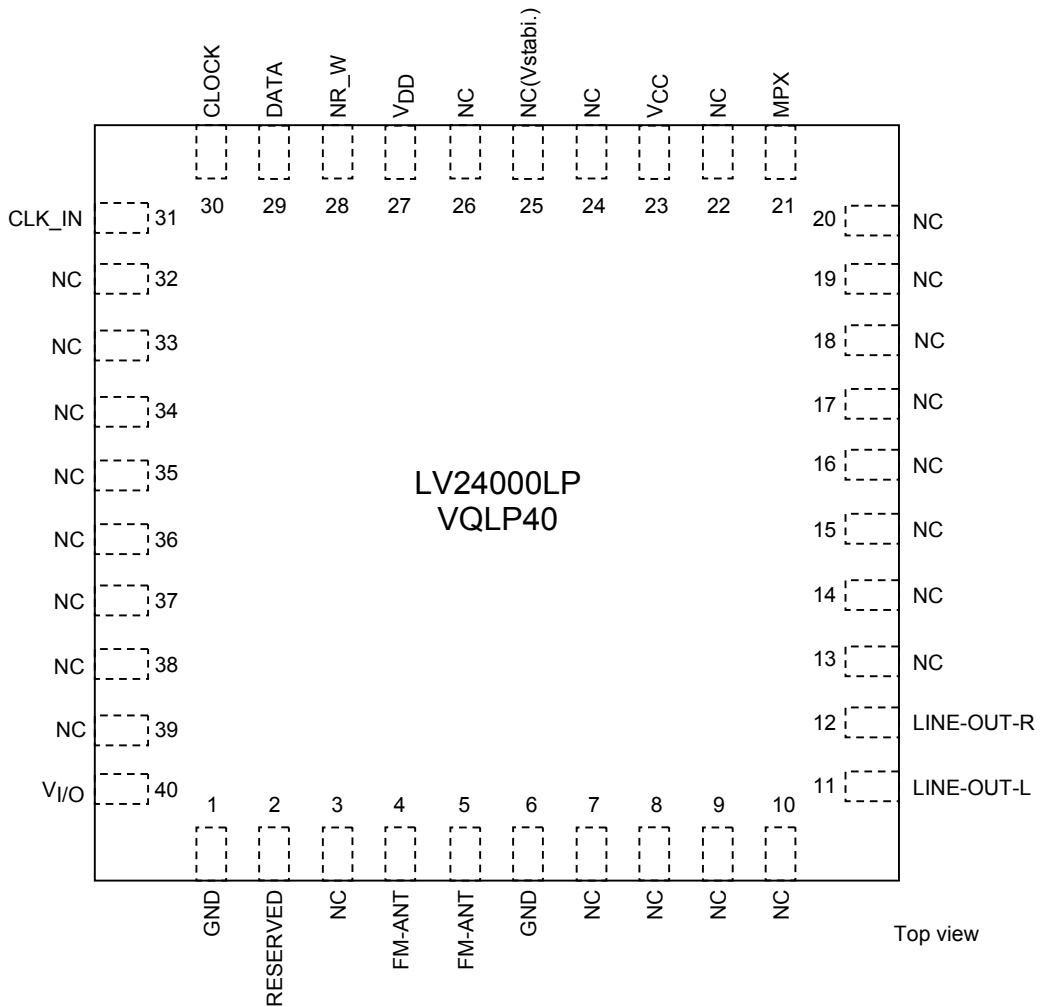 CLOCK
DATA
NR_W
VDD
NC
NC(Vstabi.)
NC
VCC
NC
MPX
30 29 28 27 26 25 24 23 22 21
CLK_IN 31
NC 32
NC 33
NC 34
NC 35
NC 36
NC 37
NC 38
NC 39
VI/O 40
20 NC
19 NC
18 NC
17 NC
16 NC
15 NC
14 NC
13 NC
12 LINE-OUT-R
11 LINE-OUT-L
LV24000LP
VQLP40
1 2 3 4 5 6 7 8 9 10
GND
RESERVED
NC
FM-ANT
FM-ANT
GND
NC
NC
NC
NC
Top view